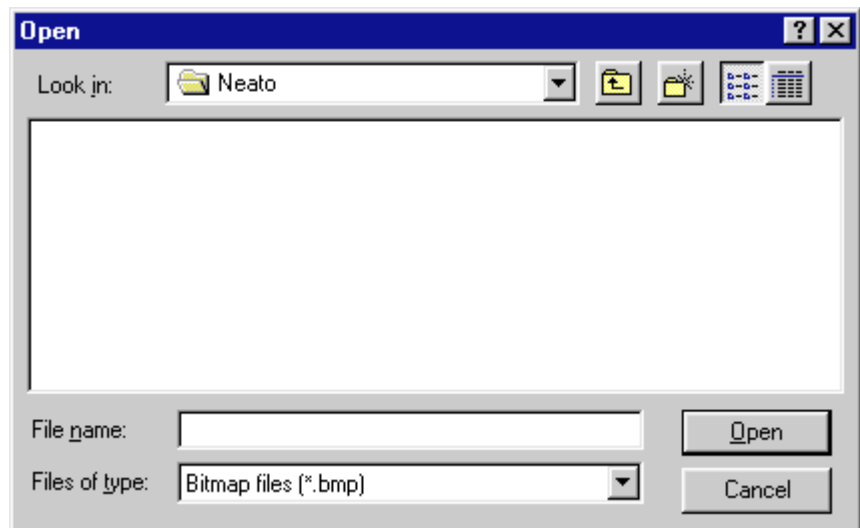 Open
Look in: Neato
File name: Open
Files of type: Bitmap files (*.bmp) Cancel